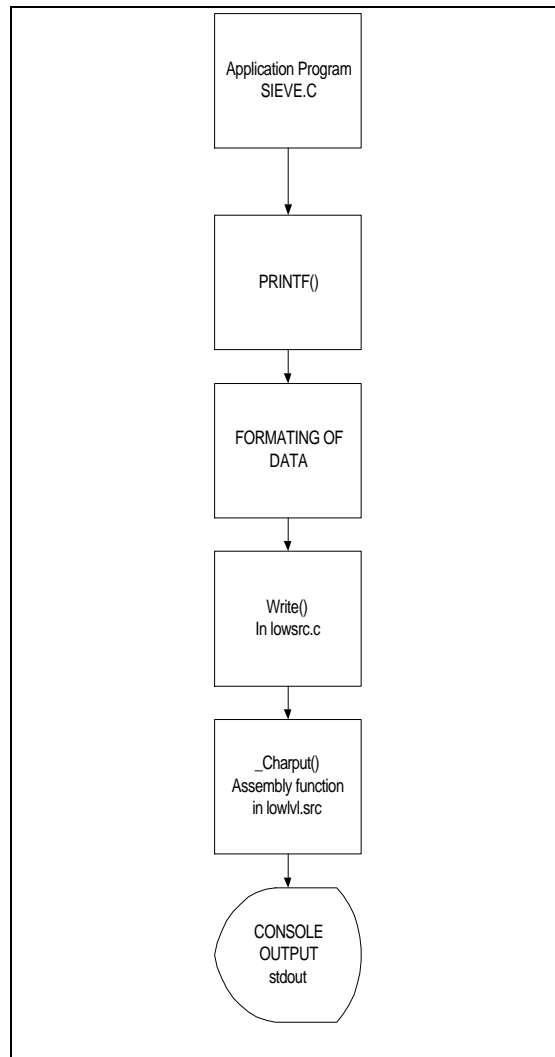 Application Program
SIEVE.C
PRINTF()
FORMATING OF
DATA
Write()
In lowsrc.c
_Charput()
Assembly function
in lowlvl.src
CONSOLE
OUTPUT
stdout